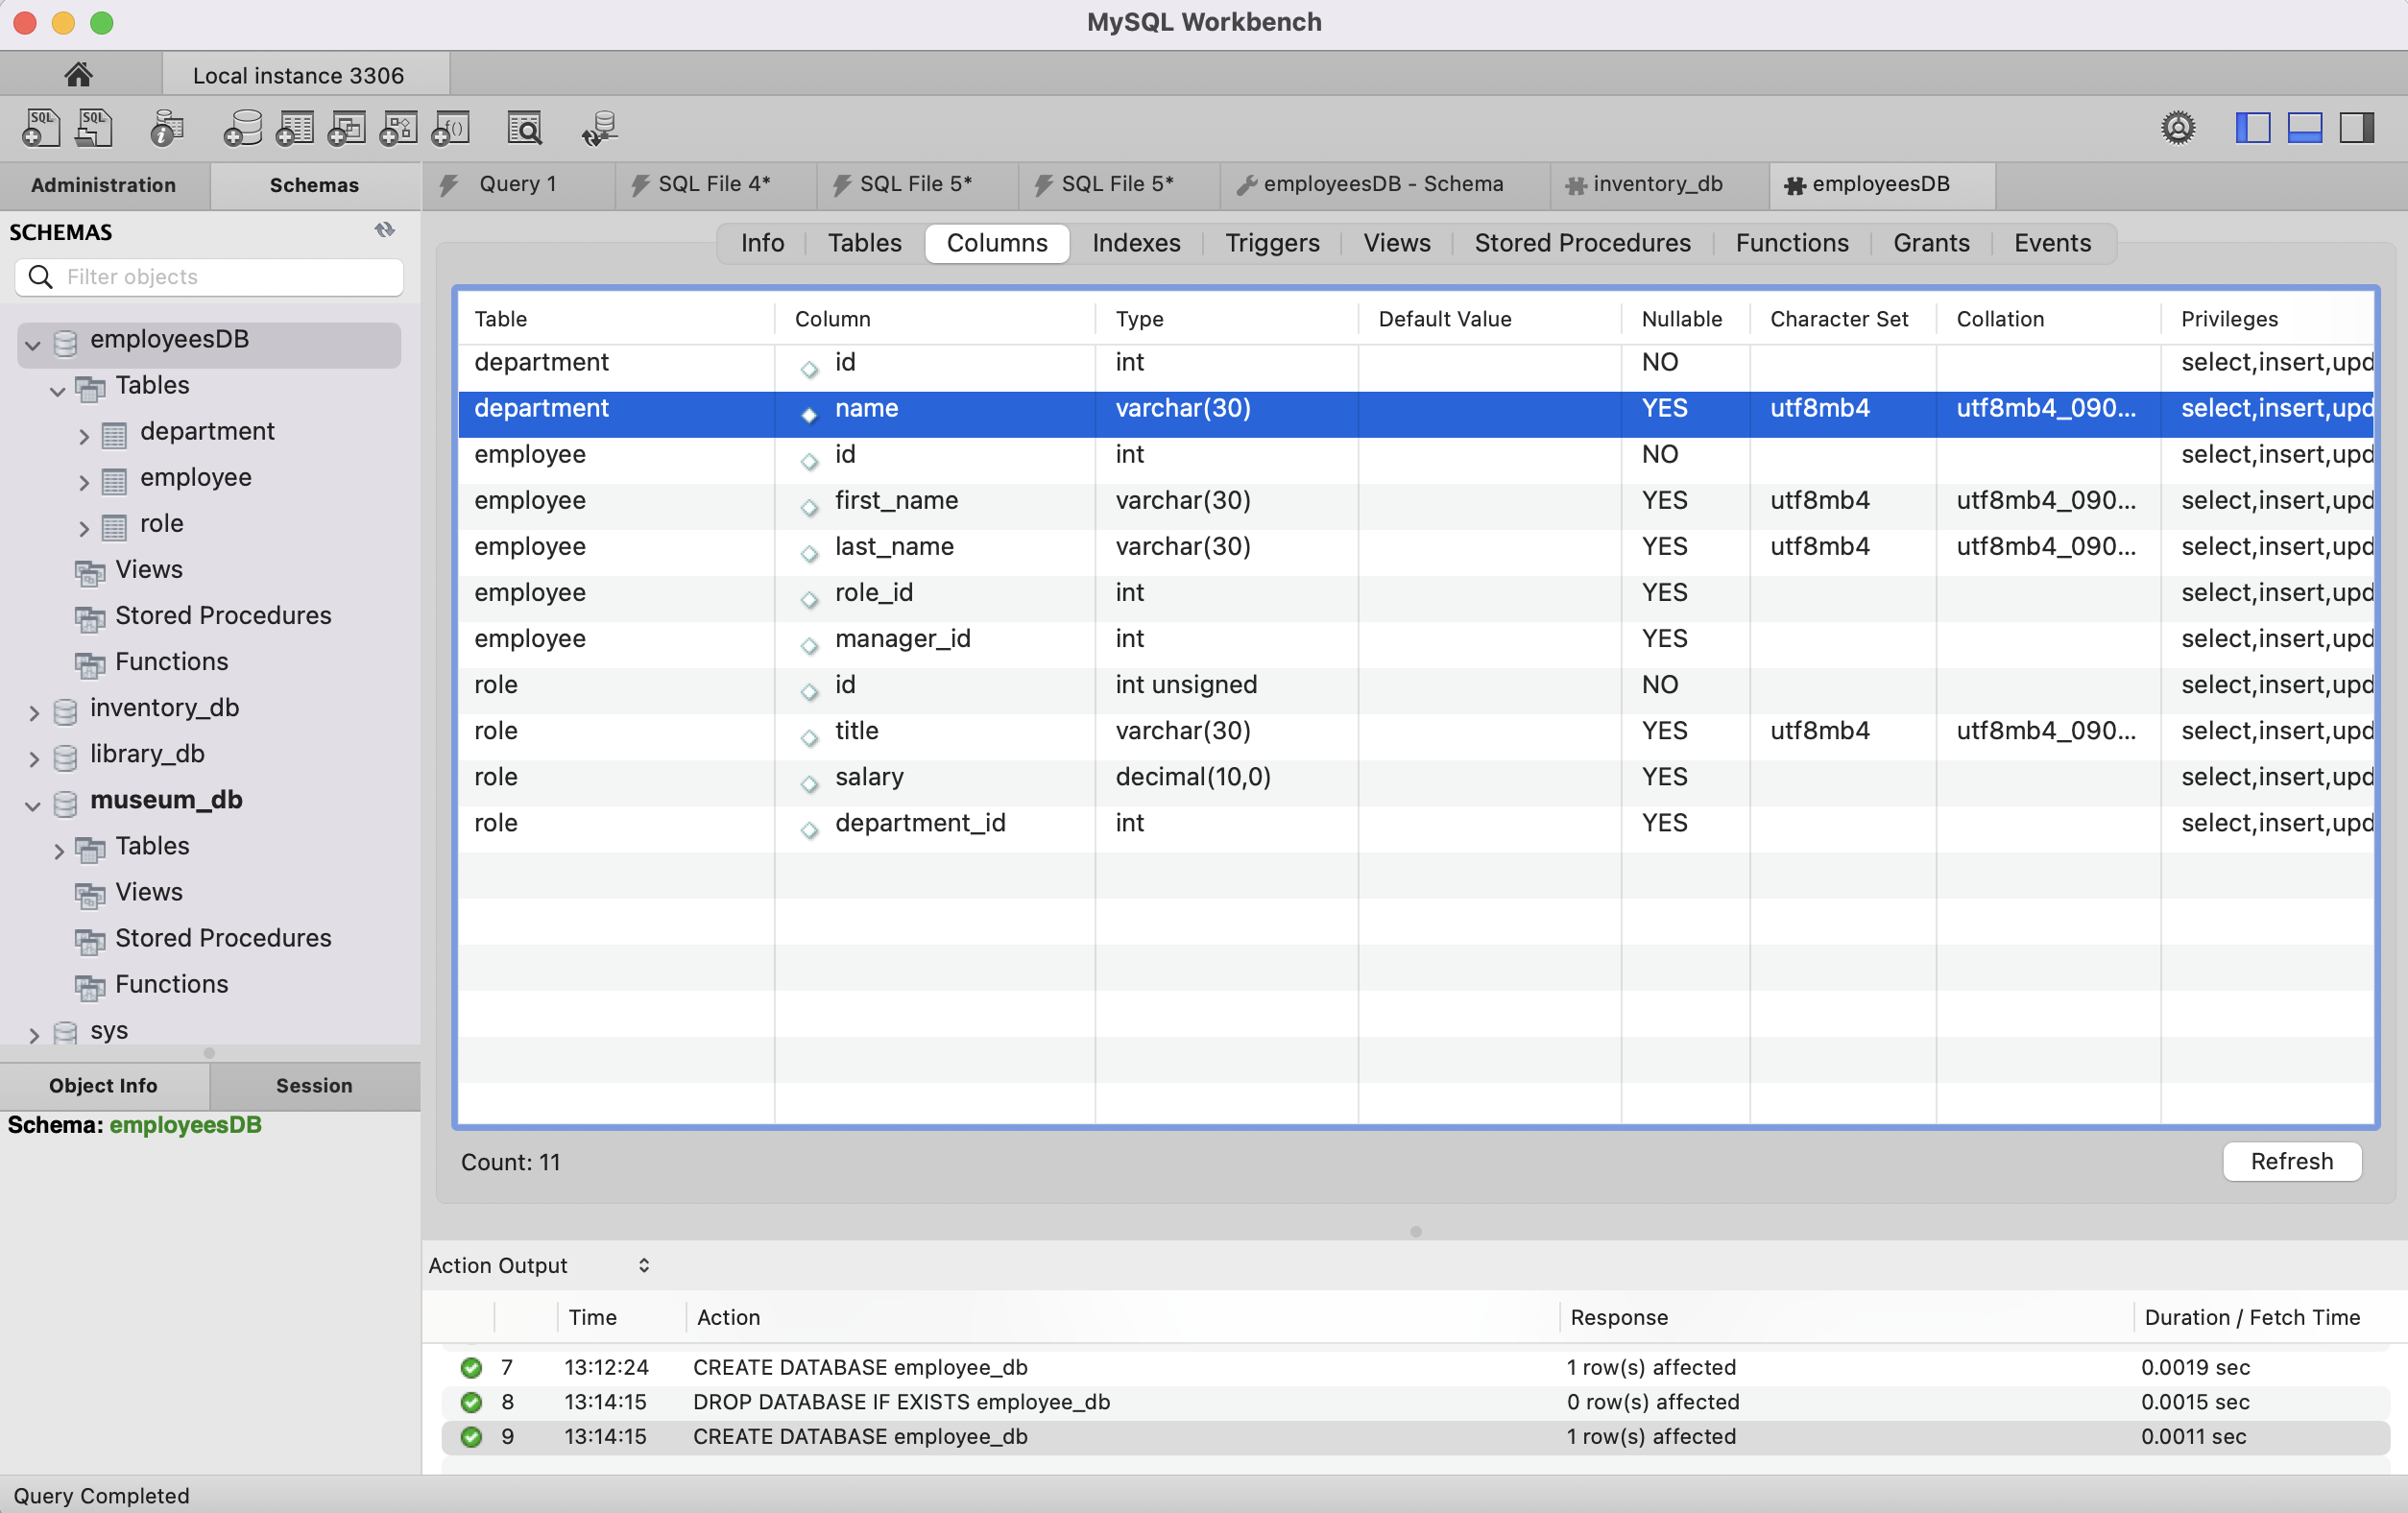 MySQL Workbench
Local instance 3306
SQL SQL i f()
Administration Schemas Query 1 SQL File 4* SQL File 5* SQL File 5* employeesDB - Schema inventory_db employeesDB
SCHEMAS
Filter objects
employeesDB
Tables
department
employee
role
Views
Stored Procedures
Functions
inventory_db
library_db
museum_db
Tables
Views
Stored Procedures
Functions
sys
Object Info Session
Schema: employeesDB
Info Tables Columns Indexes Triggers Views Stored Procedures Functions Grants Events
Table Column Type Default Value Nullable Character Set Collation Privileges
department id int NO select,insert,upd
department name varchar(30) YES utf8mb4 utf8mb4_090... select,insert,upd
employee id int NO select,insert,upd
employee first_name varchar(30) YES utf8mb4 utf8mb4_090... select,insert,upd
employee last_name varchar(30) YES utf8mb4 utf8mb4_090... select,insert,upd
employee role_id int YES select,insert,upd
employee manager_id int YES select,insert,upd
role id int unsigned NO select,insert,upd
role title varchar(30) YES utf8mb4 utf8mb4_090... select,insert,upd
role salary decimal(10,0) YES select,insert,upd
role department_id int YES select,insert,upd
Count: 11
Refresh
Action Output
Time Action Response Duration / Fetch Time
7 13:12:24 CREATE DATABASE employee_db 1 row(s) affected 0.0019 sec
8 13:14:15 DROP DATABASE IF EXISTS employee_db 0 row(s) affected 0.0015 sec
9 13:14:15 CREATE DATABASE employee_db 1 row(s) affected 0.0011 sec
Query Completed